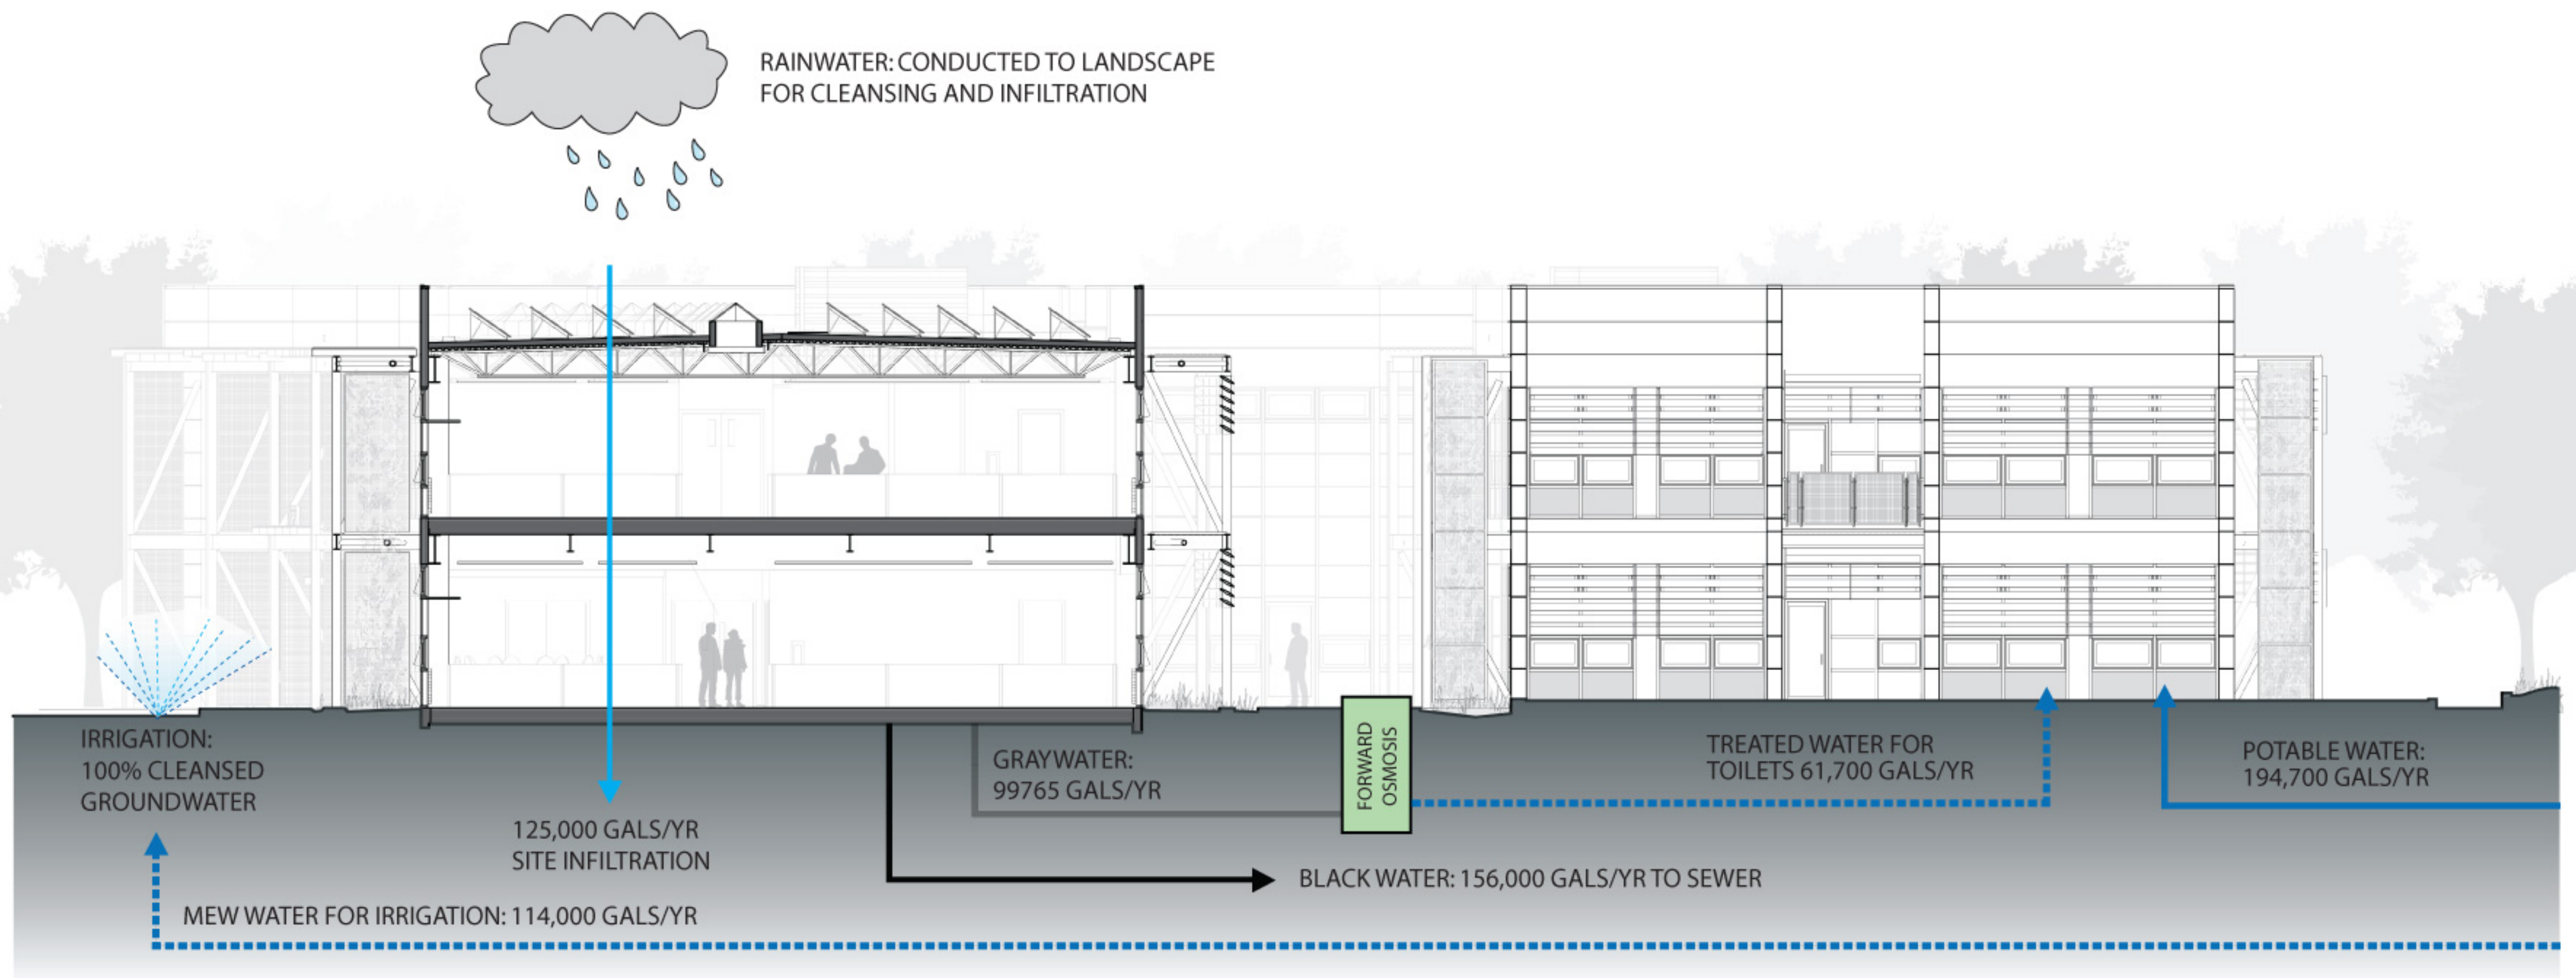 RAINWATER: CONDUCTED TO LANDSCAPE
FOR CLEANSING AND INFILTRATION
IRRIGATION:
100% CLEANSED
GROUNDWATER
125,000 GALS/YR
SITE INFILTRATION
MEW WATER FOR IRRIGATION: 114,000 GALS/YR
GRAYWATER:
99765 GALS/YR
FORWARD
OSMOSIS
BLACK WATER: 156,000 GALS/YR TO SEWER
TREATED WATER FOR
TOILETS 61,700 GALS/YR
POTABLE WATER:
194,700 GALS/YR